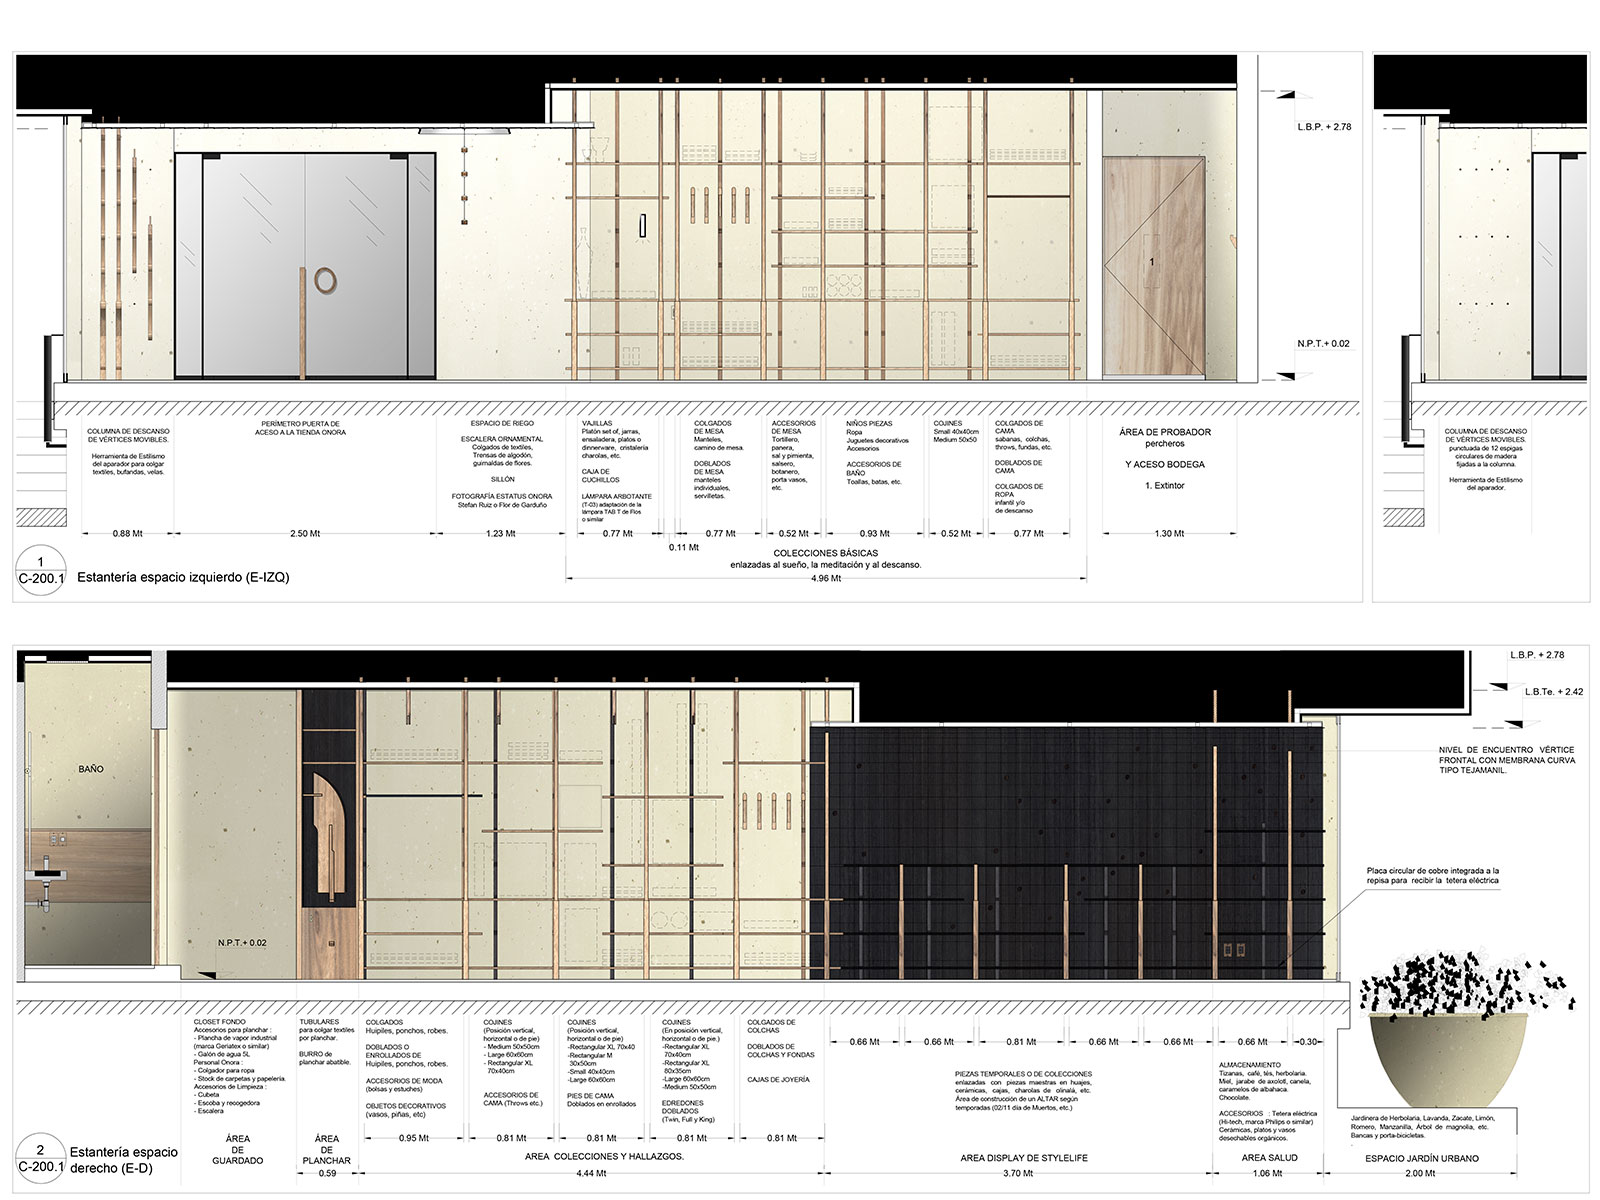 L.B.P. + 2.78
N.P.T. + 0.02
1
COLUMNA DE DESCANSO
DE VÉRTICES MOVIBLES.
Herramienta de Estilismo
del aparador para colgar
textiles, bufandas, velas.
PERÍMETRO PUERTA DE
ACESO A LA TIENDA ONORA
ESPACIO DE RIEGO
ESCALERA ORNAMENTAL
Colgados de textiles,
Trensas de algodón,
guirnaldas de flores.
SILLÓN
FOTOGRAFÍA ESTATUS ONORA
Stefan Ruiz o Flor de Garduño
VAJILLAS
Platón set of, jarras,
ensaladera, platos o
dinnerware, cristalería
charolas, etc.
CAJA DE
CUCHILLOS
LÁMPARA ARBOTANTE
(T-03) adaptación de la
lámpara TAB T de Flos
o similar
COLGADOS
DE MESA
Manteles,
camino de mesa.
DOBLADOS
DE MESA
manteles
individuales,
servilletas.
ACCESORIOS
DE MESA
Tortillero,
panera,
sal y pimienta,
salsero,
botanero,
porta vasos,
etc.
NIÑOS PIEZAS
Ropa
Juguetes decorativos
Accesorios
ACCESORIOS DE
BAÑO
Toallas, batas, etc.
COJINES
Small 40x40cm
Medium 50x50
COLGADOS DE
CAMA
sabanas, colchas,
throws, fundas, etc.
DOBLADOS DE
CAMA
COLGADOS DE
ROPA
infantil y/o
de descanso
ÁREA DE PROBADOR
percheros
Y ACESO BODEGA
1. Extintor
0.88 Mt
2.50 Mt
1.23 Mt
0.77 Mt
0.11 Mt
0.77 Mt
0.52 Mt
0.93 Mt
0.52 Mt
0.77 Mt
1.30 Mt
COLECCIONES BÁSICAS
enlazadas al sueño, la meditación y al descanso.
4.96 Mt
1
C-200.1
Estantería espacio izquierdo (E-IZQ)
COLUMNA DE DESCANSO
DE VÉRTICES MOVIBLES.
punctuada de 12 espigas
circulares de madera
fijadas a la columna.
Herramienta de Estilismo
del aparador.
L.B.P. + 2.78
L.B.Te. + 2.42
BAÑO
NIVEL DE ENCUENTRO VÉRTICE
FRONTAL CON MEMBRANA CURVA
TIPO TEJAMANIL.
Placa circular de cobre integrada a la
repisa para recibir la tetera eléctrica
N.P.T.+ 0.02
CLOSET FONDO
Accesorios para planchar :
- Plancha de vapor industrial
(marca Geriatex o similar)
- Galón de agua 5L
Personal Onora :
- Colgador para ropa
- Stock de carpetas y papelería.
Accesorios de Limpieza :
- Cubeta
- Escoba y recogedora
- Escalera
ÁREA
DE
GUARDADO
TUBULARES
para colgar textiles
por planchar.
BURRO de
planchar abatible.
ÁREA
DE
PLANCHAR
0.59
COLGADOS
Huipiles, ponchos, robes.
DOBLADOS O
ENROLLADOS DE
Huipiles, ponchos, robes.
ACCESORIOS DE MODA
(bolsas y estuches)
OBJETOS DECORATIVOS
(vasos, piñas, etc)
0.95 Mt
COJINES
(Posición vertical,
horizontal o de pie.)
- Medium 50x50cm
- Large 60x60cm
- Rectangular XL
70x40cm
ACCESORIOS DE
CAMA (Throws etc.)
0.81 Mt
COJINES
(Posición vertical,
horizontal o de pie.)
-Rectangular XL 70x40
-Rectangular M
30x50cm
-Small 40x40cm
-Large 60x60cm
PIES DE CAMA
Doblados en enrollados
0.81 Mt
COJINES
(En posición vertical,
horizontal o de pie.)
-Rectangular XL
70x40cm
-Rectangular XL
80x35cm
-Large 60x60cm
-Medium 50x50cm
EDREDONES
DOBLADOS
(Twin, Full y King)
0.81 Mt
COLGADOS DE
COLCHAS
DOBLADOS DE
COLCHAS Y FONDAS
CAJAS DE JOYERÍA
0.81 Mt
AREA COLECCIONES Y HALLAZGOS.
4.44 Mt
0.66 Mt
0.66 Mt
0.81 Mt
0.66 Mt
0.66 Mt
0.66 Mt
0.30
PIEZAS TEMPORALES O DE COLECCIONES
enlazadas con piezas maestras en huajes,
cerámicas, cajas, charolas de olinalá, etc.
Área de construcción de un ALTAR según
temporadas (02/11 día de Muertos, etc.)
AREA DISPLAY DE STYLELIFE
3.70 Mt
ALMACENAMIENTO
Tizanas, café, tés, herbolaria.
Miel, jarabe de axolotl, canela,
caramelos de albahaca.
Chocolate.
ACCESORIOS : Tetera eléctrica
(Hi-tech, marca Philips o similar)
Cerámicas, platos y vasos
desechables orgánicos.
AREA SALUD
1.06 Mt
Jardinera de Herbolaria, Lavanda, Zacate, Limón,
Romero, Manzanilla, Árbol de magnolia, etc.
Bancas y porta-bicicletas.
ESPACIO JARDÍN URBANO
2.00 Mt
2
C-200.1
Estantería espacio
derecho (E-D)